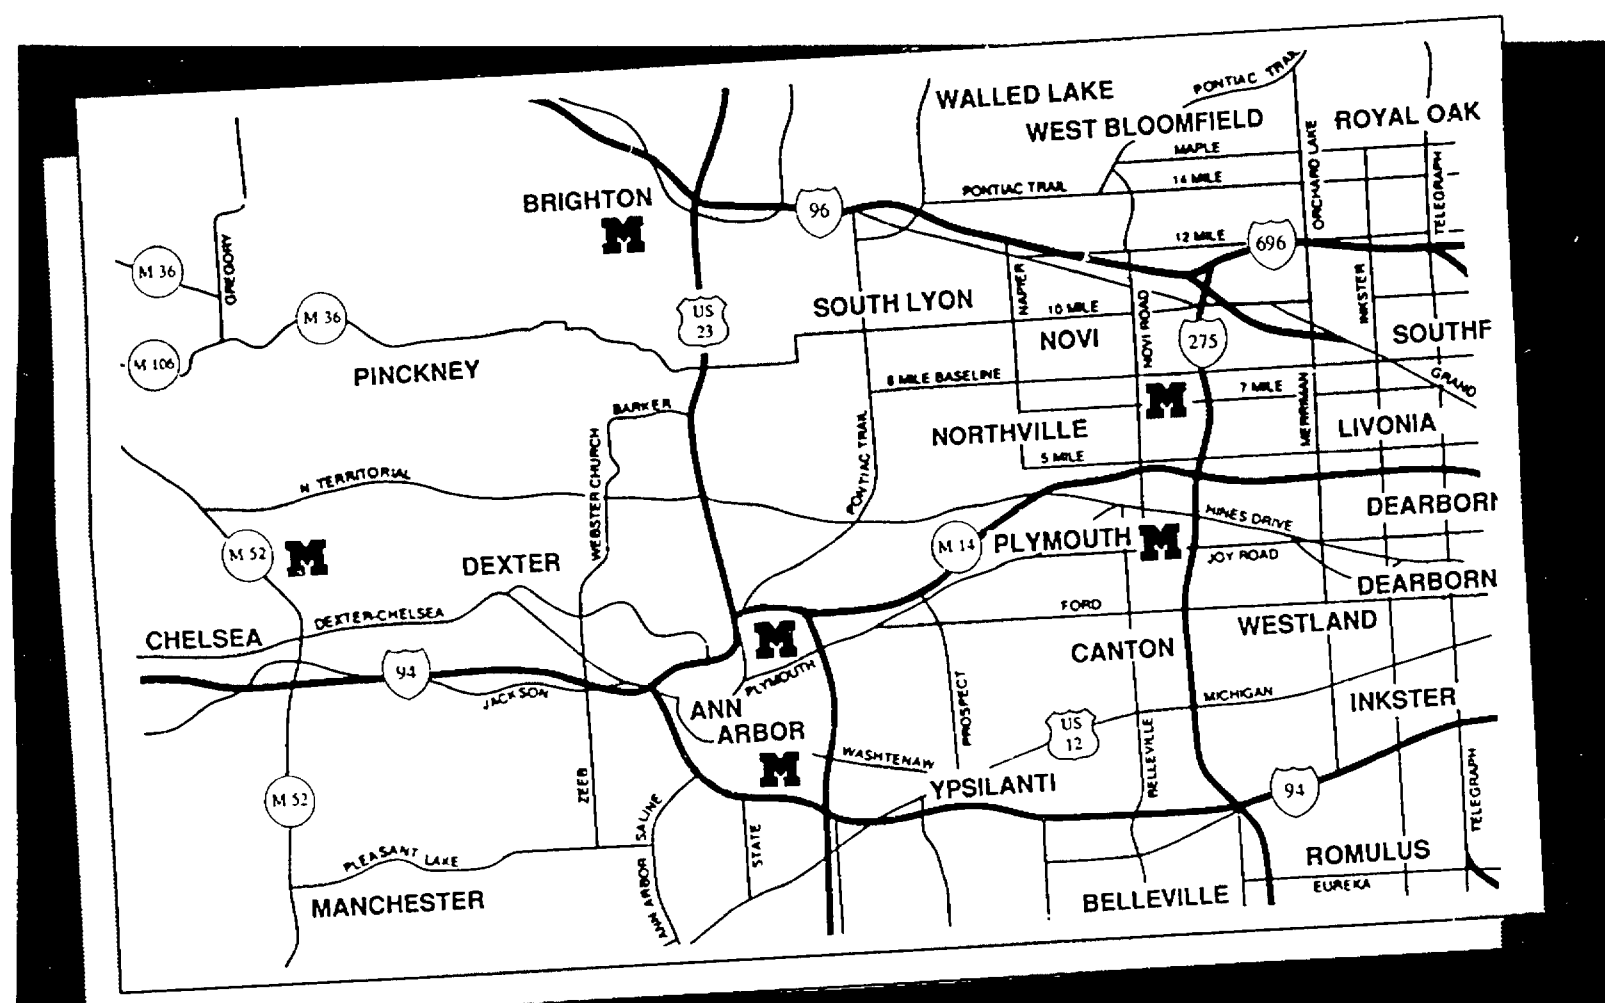 PONTIAC TRAIL
WALLED LAKE
WEST BLOOMFIELD
ROYAL OAK
MAPLE
ORCHARD LAKE
TELEGRAPH
14 MILE
PONTIAC TRAIL
BRIGHTON
M
96
12 MILE
696
M 36
GREGORY
NAPIER
INKSTER
SOUTH LYON
US
23
M 36
10 MILE
NOVI ROAD
NOVI
275
SOUTHF
M 106
PINCKNEY
8 MILE BASELINE
7 MILE
GRAND
M
BARKER
MERRIMAN
LIVONIA
NORTHVILLE
5 MILE
PONTIAC TRAIL
N TERRITORIAL
WEBSTER CHURCH
DEARBORN
HINES DRIVE
M 52
M
M 14
PLYMOUTH
M
JOY ROAD
DEXTER
DEARBORN
DEXTER-CHELSEA
FORD
WESTLAND
CHELSEA
M
CANTON
94
PLYMOUTH
JACKSON
PROSPECT
MICHIGAN
INKSTER
ANN
ARBOR
US
12
BELLEVILLE
WASHTENAW
M
YPSILANTI
ZEEB
M 52
94
TELEGRAPH
STATE
ANN ARBOR SALINE
PLEASANT LAKE
ROMULUS
EUREKA
MANCHESTER
BELLEVILLE